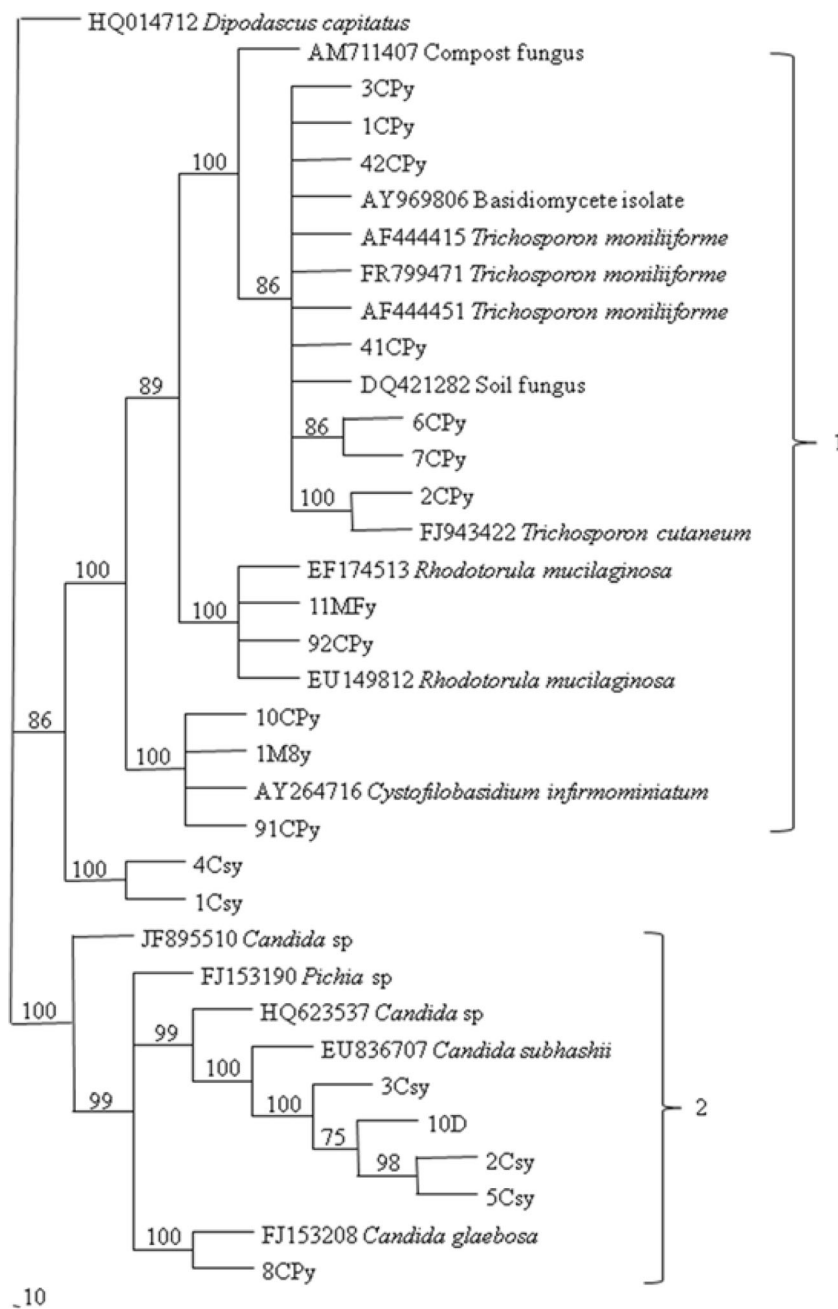 HQ014712 Dipodascus capitatus
AM711407 Compost fungus
3CPy
1CPy
42CPy
100
AY969806 Basidiomycete isolate
AF444415 Trichosporon moniliiforme
FR799471 Trichosporon moniliiforme
86
AF444451 Trichosporon moniliiforme
41CPy
DQ421282 Soil fungus
89
6CPy
86
7CPy
1
2CPy
100
FJ943422 Trichosporon cutaneum
EF174513 Rhodotorula mucilaginosa
100
11MFy
100
92CPy
EU149812 Rhodotorula mucilaginosa
10CPy
86
1M8y
100
AY264716 Cystofilobasidium infirmominiatum
91CPy
4Csy
100
1Csy
JF895510 Candida sp
FJ153190 Pichia sp
100
HQ623537 Candida sp
99
EU836707 Candida subhashii
100
3Csy
99
100
2
10D
75
2Csy
98
5Csy
FJ153208 Candida glaebosa
100
8CPy
10